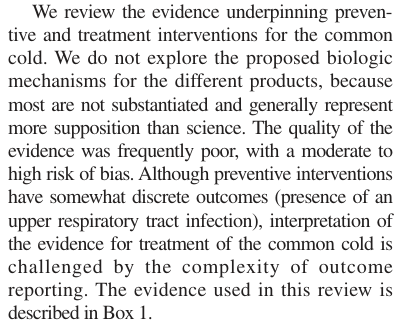 We review the evidence underpinning preven-
tive and treatment interventions for the common
cold. We do not explore the proposed biologic
mechanisms for the different products, because
most are not substantiated and generally represent
more supposition than science. The quality of the
evidence was frequently poor, with a moderate to
high risk of bias. Although preventive interventions
have somewhat discrete outcomes (presence of an
upper respiratory tract infection), interpretation of
the evidence for treatment of the common cold is
challenged by the complexity of outcome
reporting. The evidence used in this review is
described in Box 1.